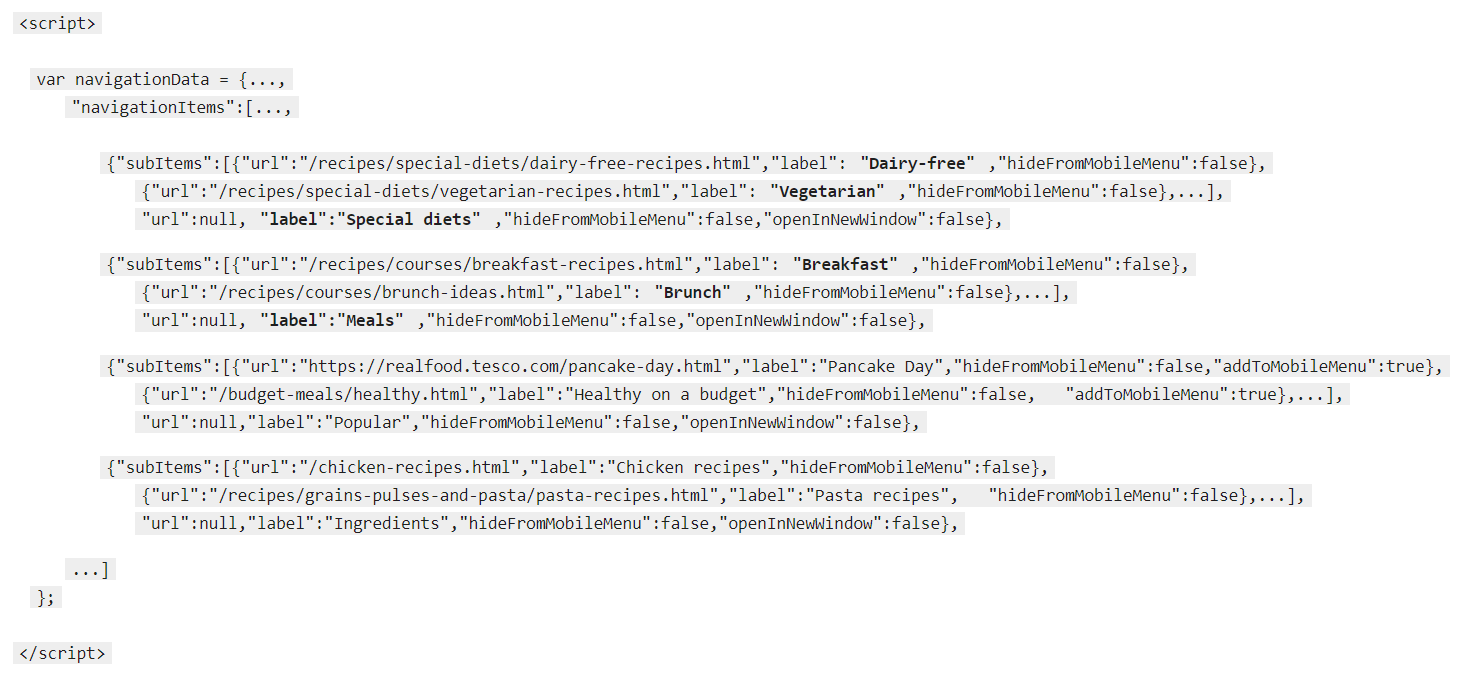 <script>
var navigationData = {...,
"navigationItems":[...,
{"subItems":[{"url":"/recipes/special-diets/dairy-free-recipes.html","label": "Dairy-free" ,"hideFromMobileMenu":false},
{"url":"/recipes/special-diets/vegetarian-recipes.html","label": "Vegetarian" ,"hideFromMobileMenu":false},...],
"url":null, "label":"Special diets" ,"hideFromMobileMenu":false,"openInNewWindow":false},
{"subItems":[{"url":"/recipes/courses/breakfast-recipes.html","label": "Breakfast" ,"hideFromMobileMenu":false},
{"url":"/recipes/courses/brunch-ideas.html","label": "Brunch" ,"hideFromMobileMenu":false},...],
"url":null, "label":"Meals" ,"hideFromMobileMenu":false,"openInNewWindow":false},
{"subItems":[{"url":"https://realfood.tesco.com/pancake-day.html","label":"Pancake Day","hideFromMobileMenu":false,"addToMobileMenu":true},
{"url":"/budget-meals/healthy.html","label":"Healthy on a budget","hideFromMobileMenu":false, "addToMobileMenu":true},...],
"url":null,"label":"Popular","hideFromMobileMenu":false,"openInNewWindow":false},
{"subItems":[{"url":"/chicken-recipes.html","label":"Chicken recipes","hideFromMobileMenu":false},
{"url":"/recipes/grains-pulses-and-pasta/pasta-recipes.html","label":"Pasta recipes", "hideFromMobileMenu":false},...],
"url":null,"label":"Ingredients","hideFromMobileMenu":false,"openInNewWindow":false},
...]
};
</script>